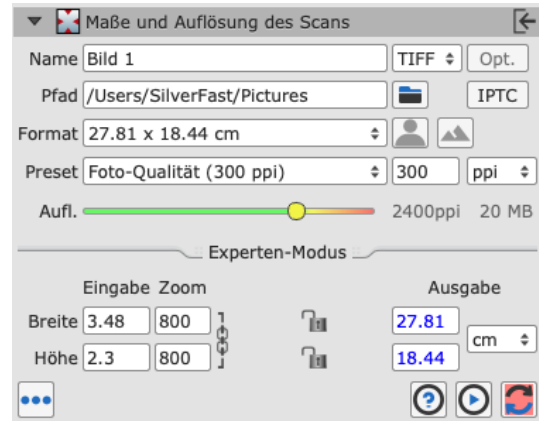 Maße und Auflösung des Scans
Name Bild 1 TIFF Opt.
Pfad /Users/SilverFast/Pictures IPTC
Format 27.81 x 18.44 cm
Preset Foto-Qualität (300 ppi) 300 ppi
Aufl. 2400ppi 20 MB
Experten-Modus
Eingabe Zoom Ausgabe
Breite 3.48 800 27.81
cm
Höhe 2.3 800 18.44